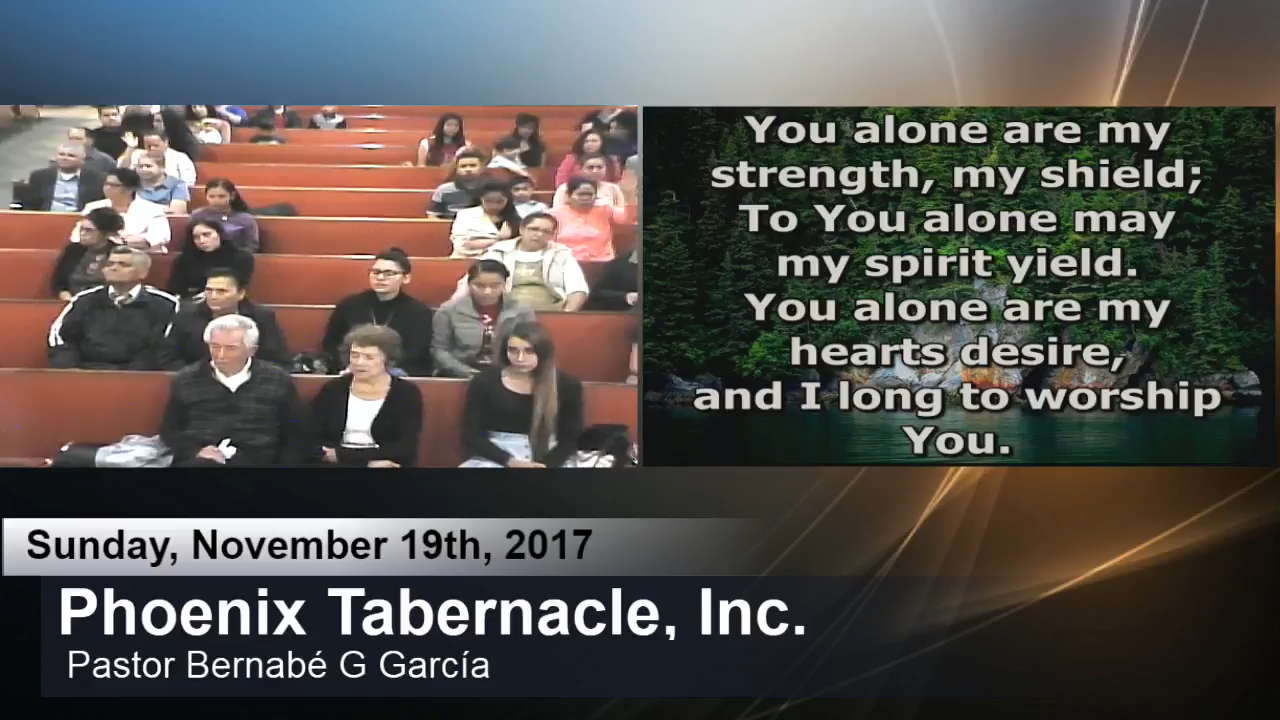 You alone are my
strength, my shield;
To You alone may
my spirit yield.
You alone are my
hearts desire,
and I long to worship
You.
Sunday, November 19th, 2017
Phoenix Tabernacle, Inc.
Pastor Bernabé G García